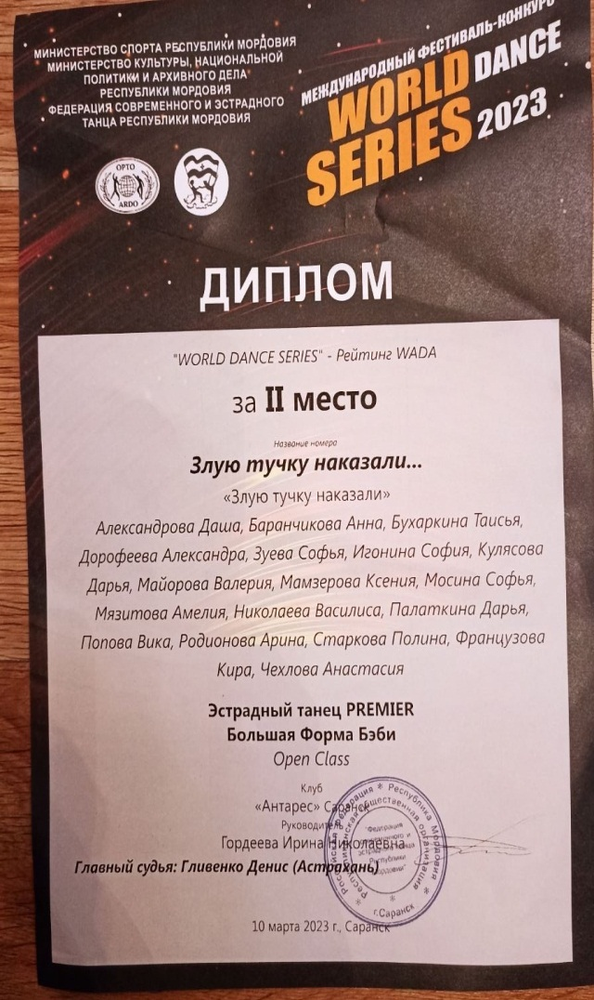 МИНИСТЕРСТВО СПОРТА РЕСПУБЛИКИ МОРДОВИЯ
МИНИСТЕРСТВО КУЛЬТУРЫ, НАЦИОНАЛЬНОЙ
ПОЛИТИКИ И АРХИВНОГО ДЕЛА
РЕСПУБЛИКИ МОРДОВИЯ
ФЕДЕРАЦИЯ СОВРЕМЕННОГО И ЭСТРАДНОГО
ТАНЦА РЕСПУБЛИКИ МОРДОВИЯ
ОРТО
ARDO
МЕЖДУНАРОДНЫЙ ФЕСТИВАЛЬ-КОНКУРС
WORLD DANCE
SERIES 2023
ДИПЛОМ
"WORLD DANCE SERIES" - Рейтинг WADA
за II место
Название номера
Злую тучку наказали...
«Злую тучку наказали»
Александрова Даша, Баранчикова Анна, Бухаркина Таисья,
Дорофеева Александра, Зуева Софья, Игонина София, Кулясова
Дарья, Майорова Валерия, Мамзерова Ксения, Мосина Софья,
Мязитова Амелия, Николаева Василиса, Палаткина Дарья,
Попова Вика, Родионова Арина, Старкова Полина, Французова
Кира, Чехлова Анастасия
Эстрадный танец PREMIER
Большая Форма Бэби
Open Class
Клуб
«Антарес» Саранск
Руководитель
Гордеева Ирина Николаевна
Главный судья: Гливенко Денис (Астрахань)
Российская Федерация * Республика Мордовия *
Республиканская общественная организация
"Федерация
современного и
эстрадного танца
Республики
Мордовия"
г.Саранск
10 марта 2023 г., Саранск